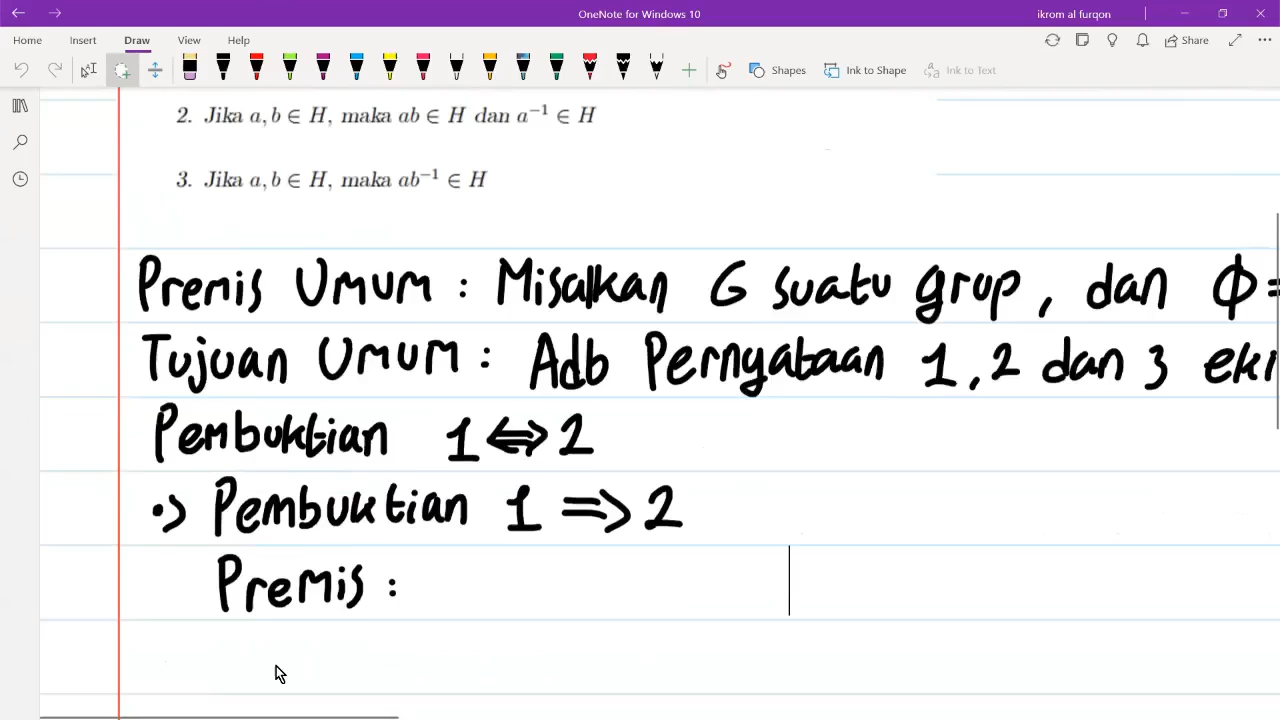 OneNote for Windows 10
ikrom al furqon
Home Insert Draw View Help
Share
Shapes
Ink to Shape
Ink to Text
2. Jika a, b ∈ H, maka ab ∈ H dan a⁻¹ ∈ H
3. Jika a, b ∈ H, maka ab⁻¹ ∈ H
Premis Umum : Misalkan G suatu grup, dan ϕ=
Tujuan Umum : Adb Pernyataan 1, 2 dan 3 eki
Pembuktian 1 ⇔ 2
•> Pembuktian 1 ⇒ 2
Premis :